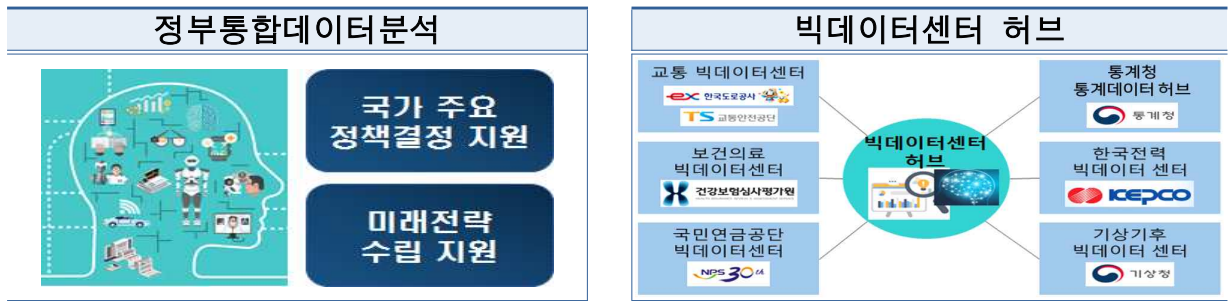 정부통합데이터분석
국가 주요
정책결정 지원
미래전략
수립 지원
빅데이터센터 허브
교통 빅데이터센터
ex 한국도로공사
TS 교통안전공단
보건의료
빅데이터센터
건강보험심사평가원
국민연금공단
빅데이터센터
NPS 30th
빅데이터센터
허브
통계청
통계데이터 허브
통계청
한국전력
빅데이터 센터
KEPCO
기상기후
빅데이터 센터
기상청